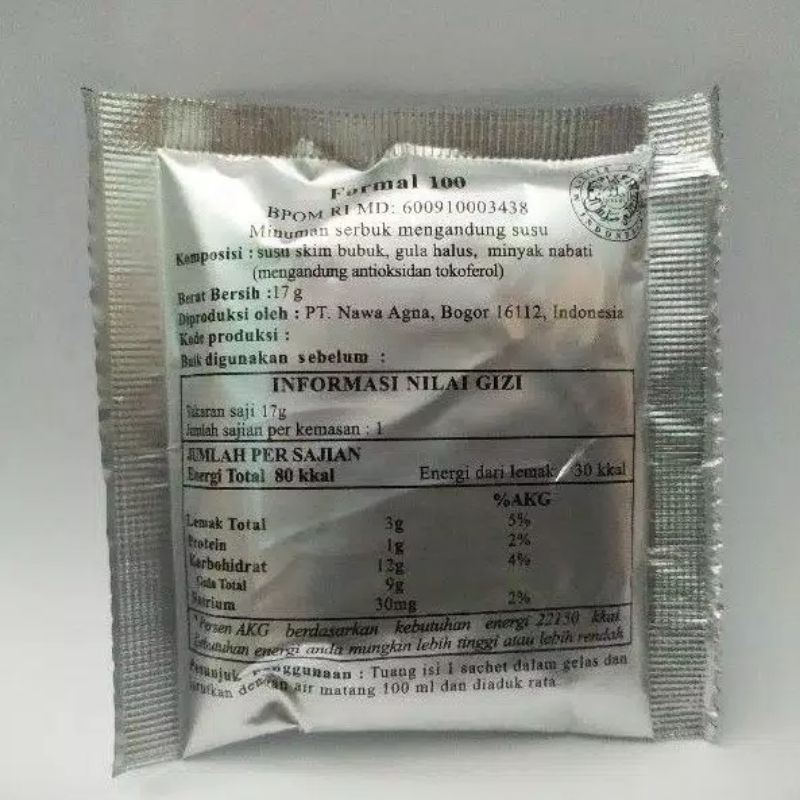 Formal 100
BPOM RI MD: 600910003438
Minuman serbuk mengandung susu
Komposisi : susu skim bubuk, gula halus, minyak nabati
(mengandung antioksidan tokoferol)
Berat Bersih :17 g
Diproduksi oleh : PT. Nawa Agna, Bogor 16112, Indonesia
Kode produksi :
Baik digunakan sebelum :
INFORMASI NILAI GIZI
Takaran saji 17g
Jumlah sajian per kemasan : 1
JUMLAH PER SAJIAN
Energi Total 80 kkal Energi dari lemak 30 kkal
%AKG
Lemak Total 3g 5%
Protein 1g 2%
Karbohidrat 12g 4%
Gula Total 9g
Natrium 30mg 2%
*Persen AKG berdasarkan kebutuhan energi 22150 kkal
kebutuhan energi anda mungkin lebih tinggi atau lebih rendah
Petunjuk Penggunaan : Tuang isi 1 sachet dalam gelas dan
larutkan dengan air matang 100 ml dan diaduk rata